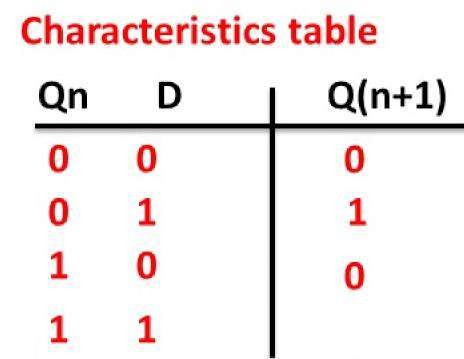 Characteristics table
Qn D Q(n+1)
0 0 0
0 1 1
1 0 0
1 1